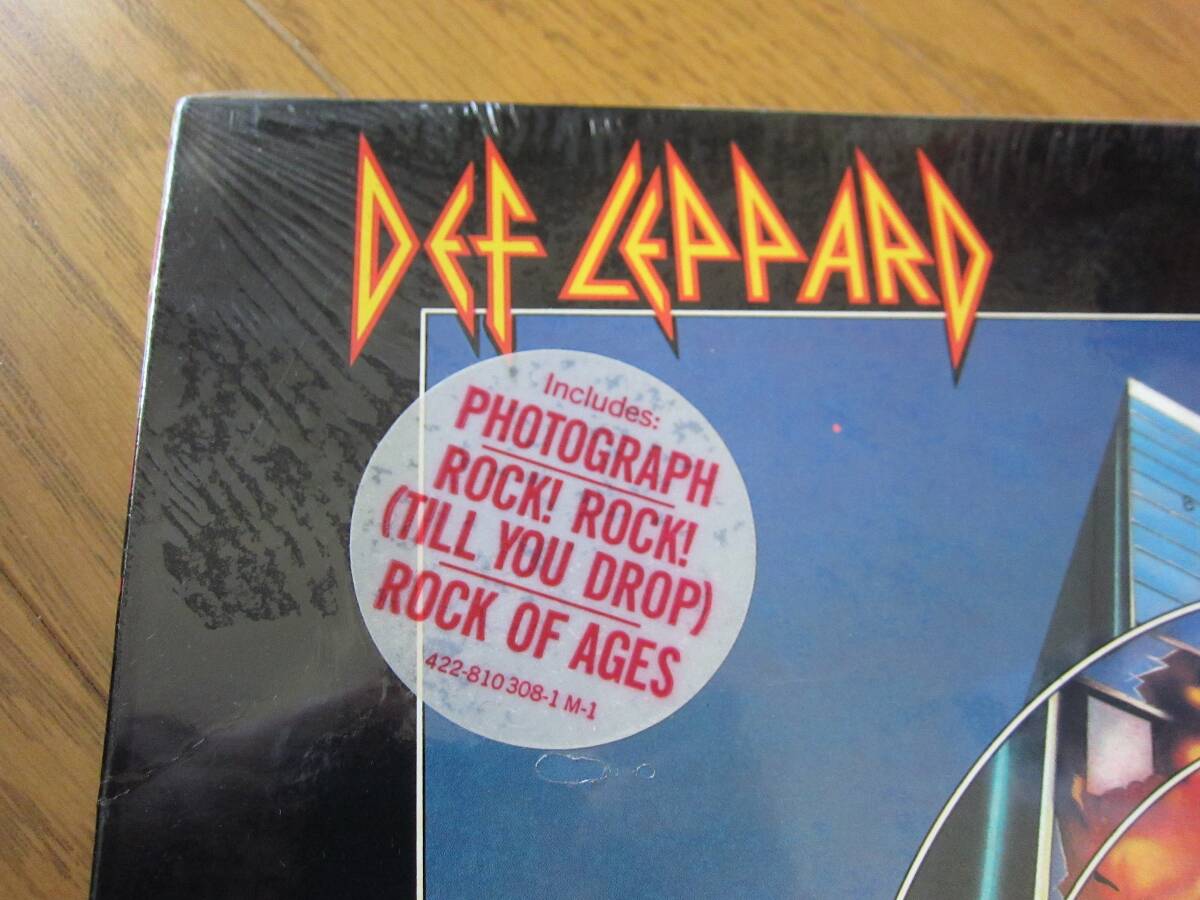 DEF LEPPARD
Includes:
PHOTOGRAPH
ROCK! ROCK!
(TILL YOU DROP)
ROCK OF AGES
422-810 308-1 M-1